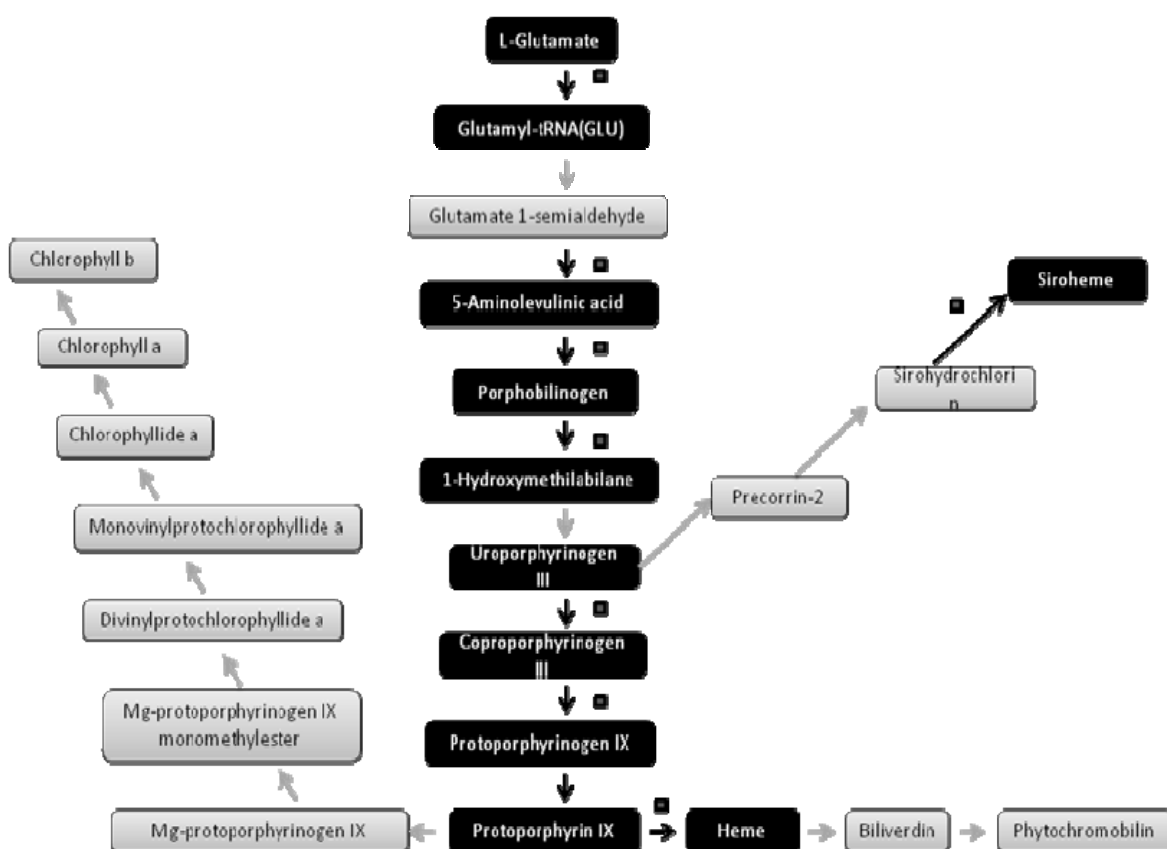 L-Glutamate
Glutamyl-tRNA(GLU)
Glutamate 1-semialdehyde
5-Aminolevulinic acid
Porphobilinogen
1-Hydroxymethilabilane
Uroporphyrinogen
III
Coproporphyrinogen
III
Protoporphyrinogen IX
Protoporphyrin IX
Heme
Biliverdin
Phytochromobilin
Siroheme
Sirohydrochlori
n
Precorrin-2
Chlorophyll b
Chlorophyll a
Chlorophyllide a
Monovinylprotochlorophyllide a
Divinylprotochlorophyllide a
Mg-protoporphyrinogen IX
monomethylester
Mg-protoporphyrinogen IX